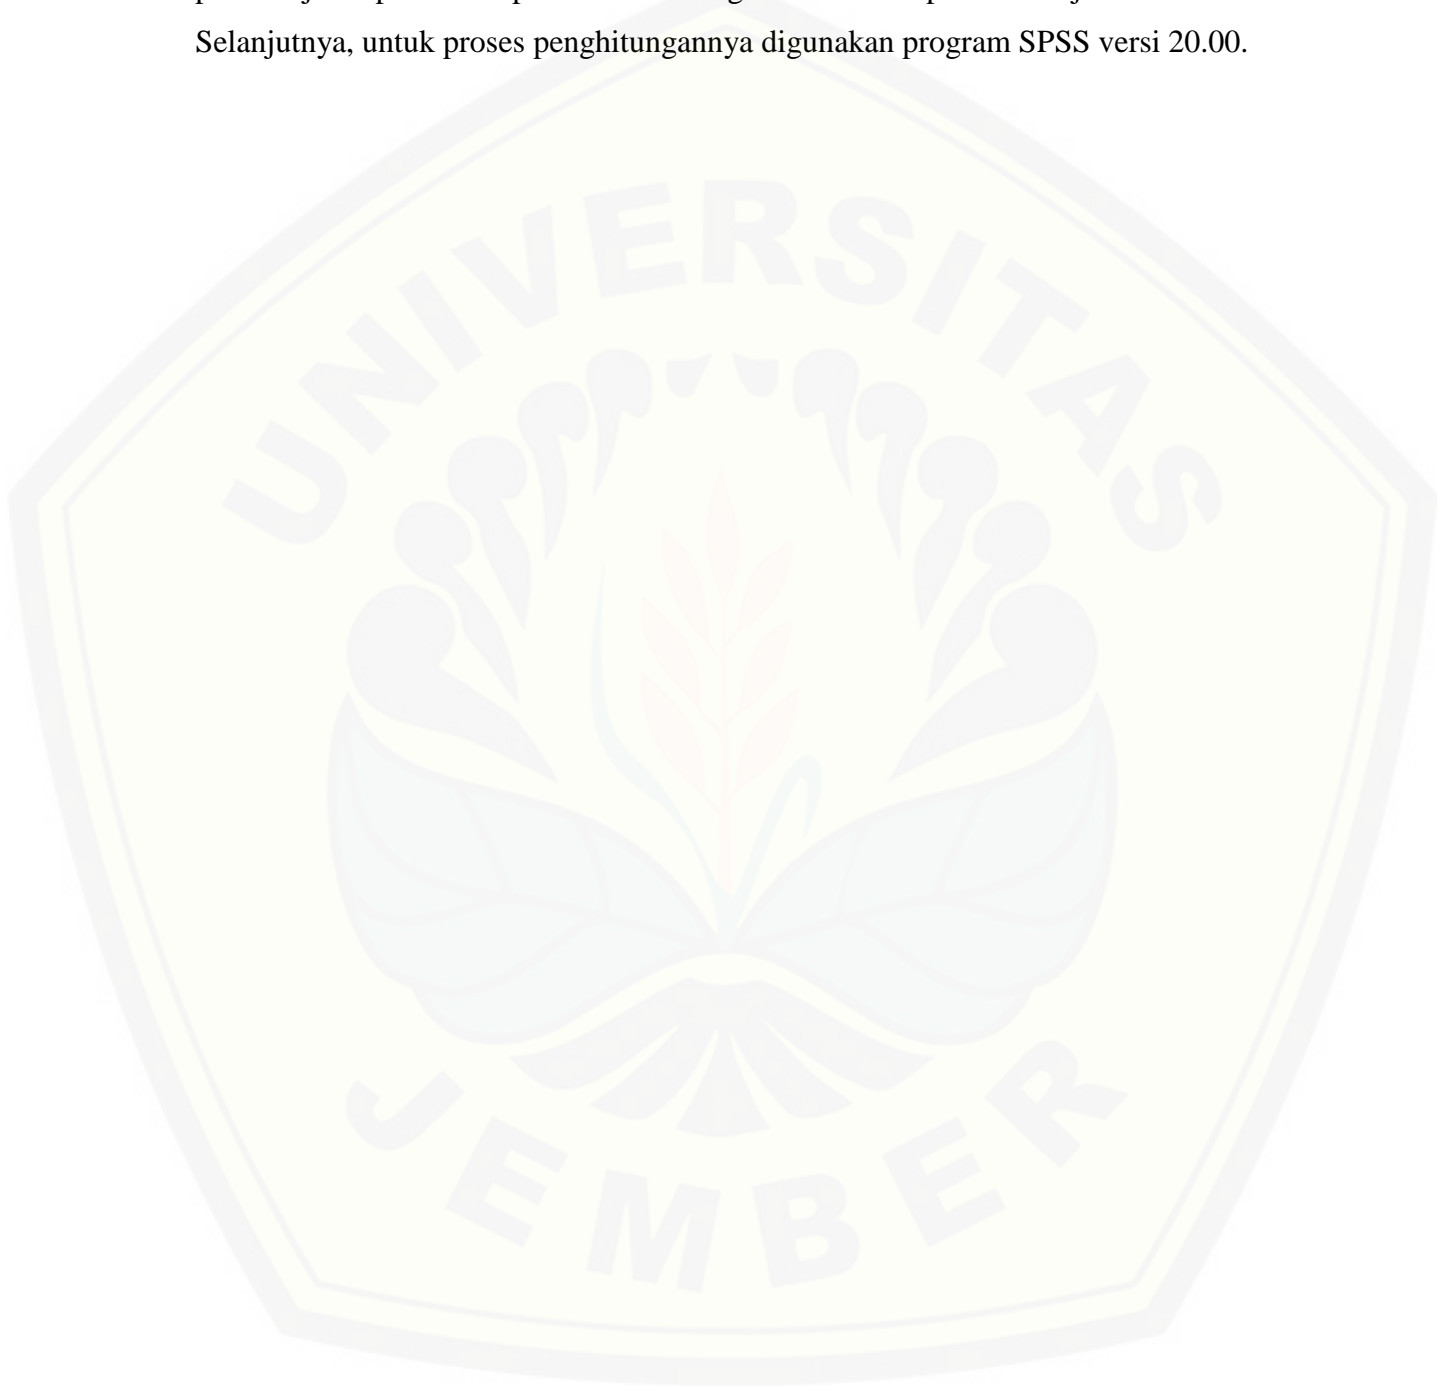 Selanjutnya, untuk proses penghitungannya digunakan program SPSS versi 20.00.
UNIVERSITAS
JEMBER